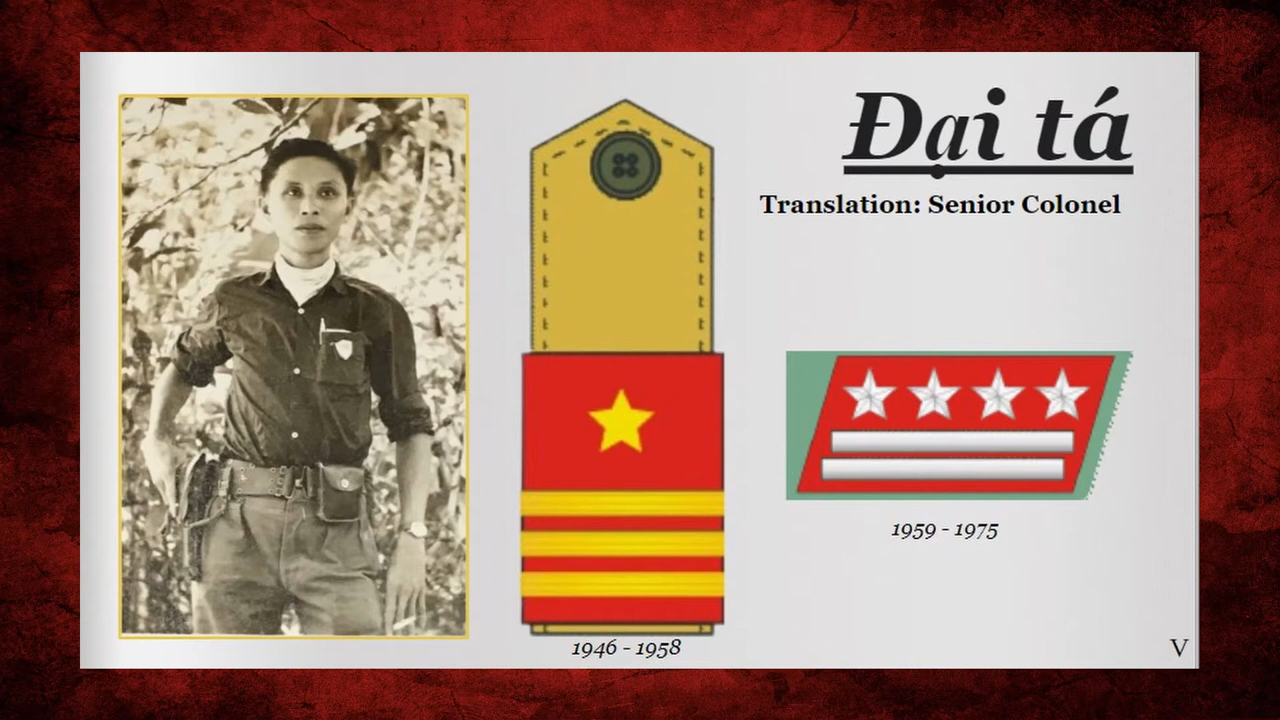 Đại tá
Translation: Senior Colonel
1959 - 1975
1946 - 1958
V